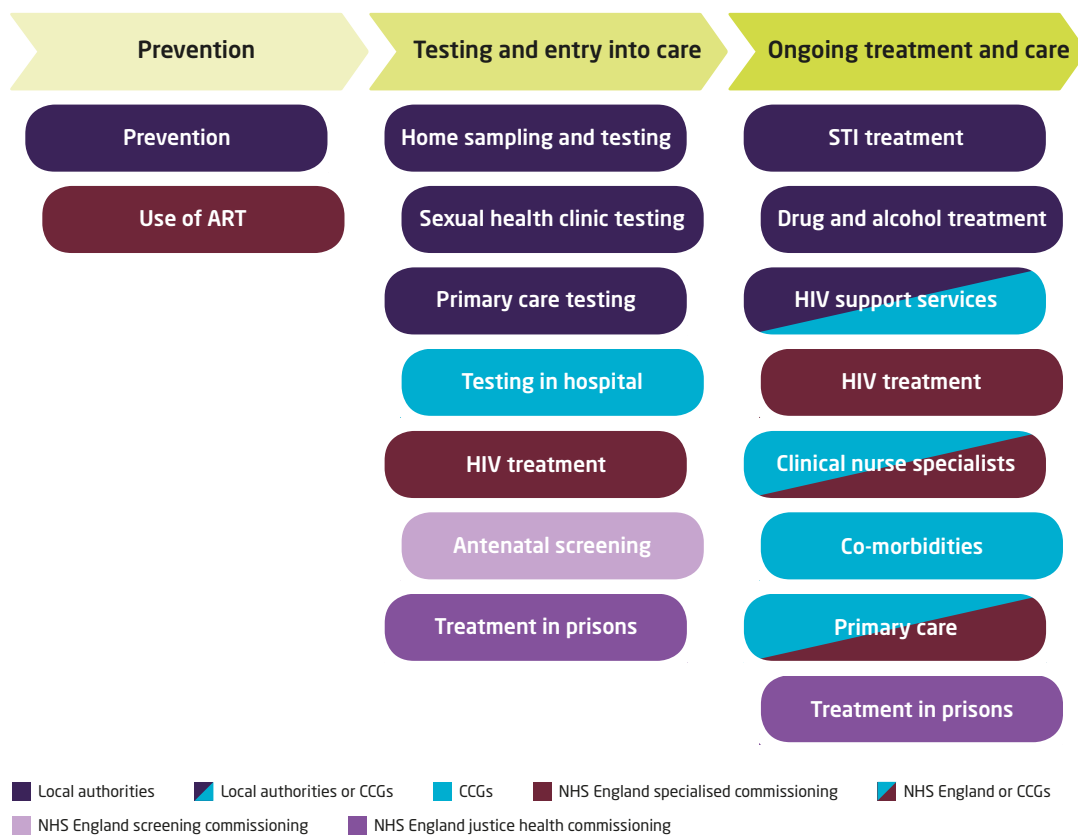 Prevention
Testing and entry into care
Ongoing treatment and care
Prevention
Use of ART
Home sampling and testing
Sexual health clinic testing
Primary care testing
Testing in hospital
HIV treatment
Antenatal screening
Treatment in prisons
STI treatment
Drug and alcohol treatment
HIV support services
HIV treatment
Clinical nurse specialists
Co-morbidities
Primary care
Treatment in prisons
Local authorities
Local authorities or CCGs
CCGs
NHS England specialised commissioning
NHS England or CCGs
NHS England screening commissioning
NHS England justice health commissioning